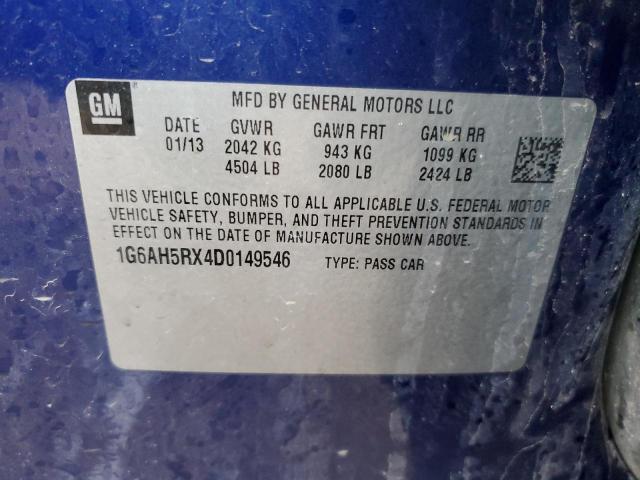 GM
MFD BY GENERAL MOTORS LLC
DATE GVWR GAWR FRT GAWR RR
01/13 2042 KG 943 KG 1099 KG
4504 LB 2080 LB 2424 LB
THIS VEHICLE CONFORMS TO ALL APPLICABLE U.S. FEDERAL MOTOR
VEHICLE SAFETY, BUMPER, AND THEFT PREVENTION STANDARDS IN
EFFECT ON THE DATE OF MANUFACTURE SHOWN ABOVE.
1G6AH5RX4D0149546 TYPE: PASS CAR